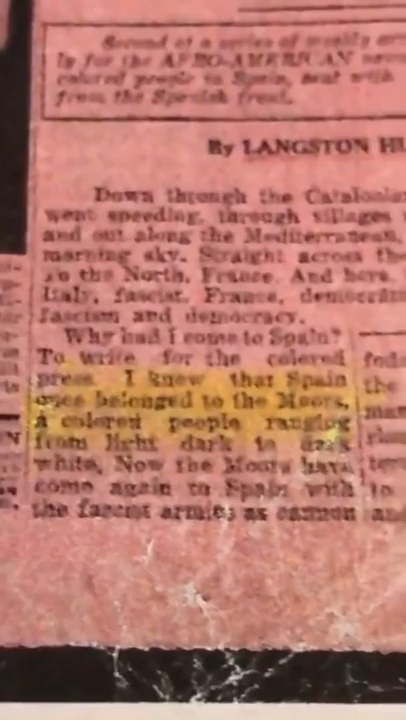 Second of a series of weekly
ly for the AFRO-AMERICAN
colored people in Spain, sent with
from the Spanish front.
By LANGSTON HU
Down through the Catalonian
went speeding, through villages
and out along the Mediterranean,
morning sky. Straight across the
to the North, France. And here,
Italy, fascist. France, democratic
fascism and democracy.
Why had I come to Spain?
To write for the colored
press. I knew that Spain
once belonged to the Moors,
a colored people ranging
from light dark to dark
white. Now the Moors have
come again to Spain with
the fascist armies as cannon